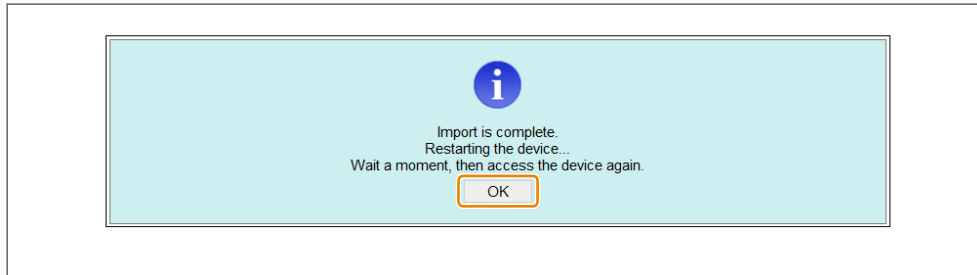 Import is complete.
Restarting the device...
Wait a moment, then access the device again.
OK